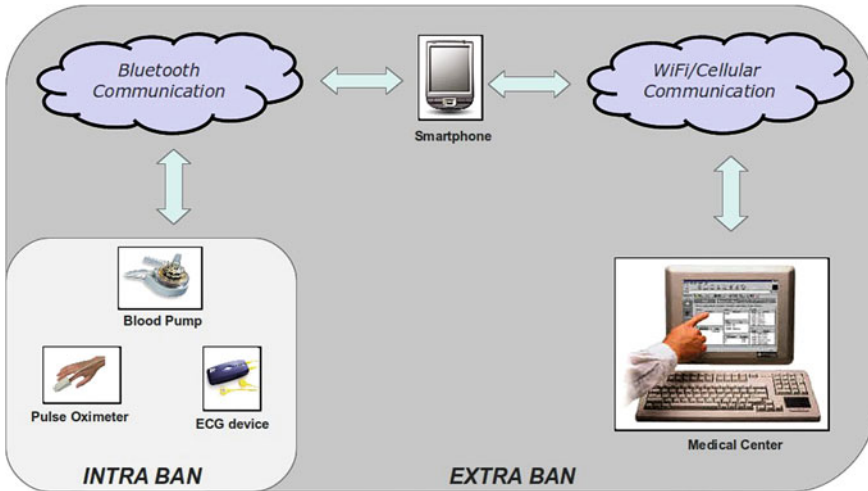 Bluetooth
Communication
WiFi/Cellular
Communication
Smartphone
Blood Pump
Pulse Oximeter
ECG device
Medical Center
INTRA BAN
EXTRA BAN